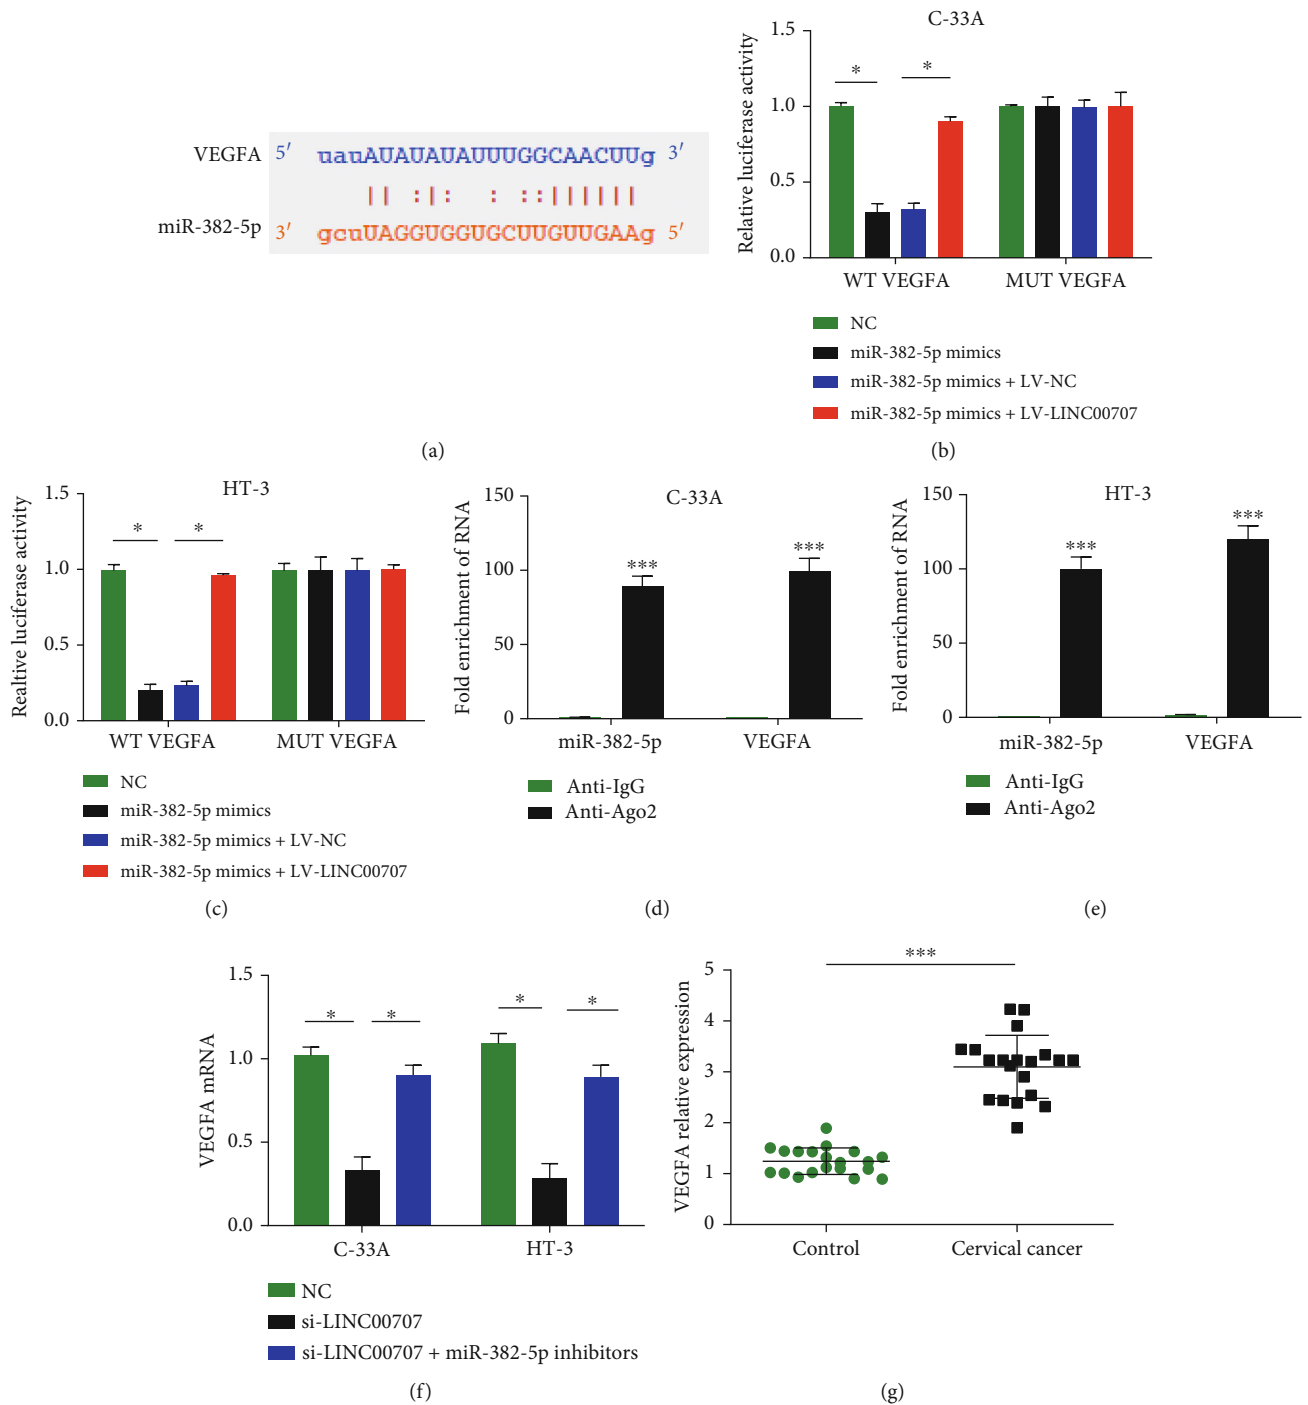 VEGFA 5′ uauAUAUAUUUGGCAACUUg 3′
|| :|: : ::||||||
miR-382-5p 3′ gcuUAGGUGGUGCUUGUUGAAg 5′
(a)
C-33A
Relative luciferase activity
1.5
1.0
0.5
0.0
* *
WT VEGFA MUT VEGFA
NC
miR-382-5p mimics
miR-382-5p mimics + LV-NC
miR-382-5p mimics + LV-LINC00707
(b)
HT-3
Realtive luciferase activity
1.5
1.0
0.5
0.0
* *
WT VEGFA MUT VEGFA
NC
miR-382-5p mimics
miR-382-5p mimics + LV-NC
miR-382-5p mimics + LV-LINC00707
(c)
C-33A
Fold enrichment of RNA
150
100
50
0
*** ***
miR-382-5p VEGFA
Anti-IgG
Anti-Ago2
(d)
HT-3
Fold enrichment of RNA
150
100
50
0
*** ***
miR-382-5p VEGFA
Anti-IgG
Anti-Ago2
(e)
VEGFA mRNA
1.5
1.0
0.5
0.0
* * * *
C-33A HT-3
NC
si-LINC00707
si-LINC00707 + miR-382-5p inhibitors
(f)
VEGFA relative expression
5
4
3
2
1
0
***
Control Cervical cancer
(g)